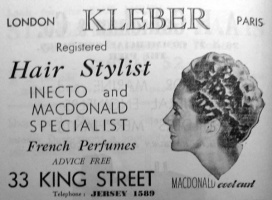 LONDON KLEBER PARIS
Registered
Hair Stylist
INECTO and
MACDONALD
SPECIALIST
French Perfumes
ADVICE FREE
33 KING STREET
Telephone: JERSEY 1589
MACDONALD coolcurl